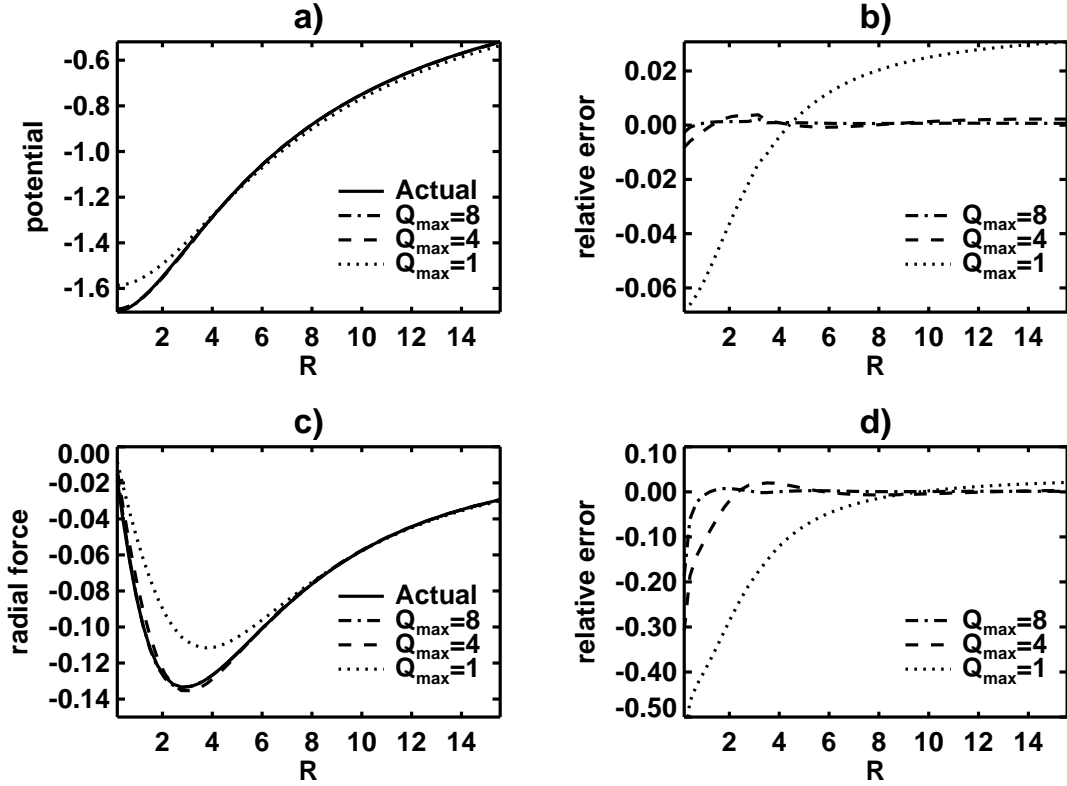 a)
potential
-0.6
-0.8
-1.0
-1.2
-1.4
-1.6
Actual
Qmax=8
Qmax=4
Qmax=1
2 4 6 8 10 12 14
R
b)
relative error
0.02
0.00
-0.02
-0.04
-0.06
Qmax=8
Qmax=4
Qmax=1
2 4 6 8 10 12 14
R
c)
radial force
0.00
-0.02
-0.04
-0.06
-0.08
-0.10
-0.12
-0.14
Actual
Qmax=8
Qmax=4
Qmax=1
2 4 6 8 10 12 14
R
d)
relative error
0.10
0.00
-0.10
-0.20
-0.30
-0.40
-0.50
Qmax=8
Qmax=4
Qmax=1
2 4 6 8 10 12 14
R